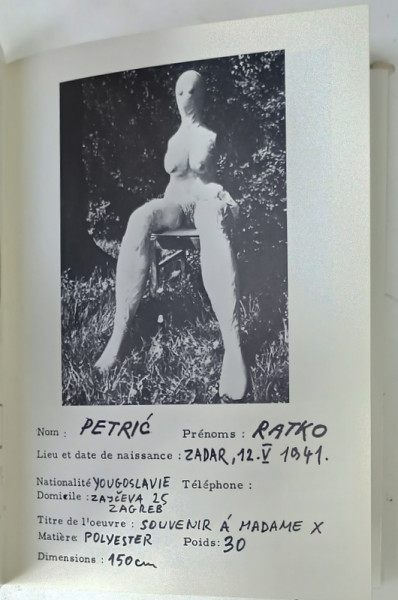 Nom : PETRIĆ Prénoms : RATKO
Lieu et date de naissance : ZADAR, 12. V 1941.
Nationalité YOUGOSLAVIE Téléphone :
Domicile : ZAJČEVA 25
ZAGREB
Titre de l'oeuvre : SOUVENIR Á MADAME X
Matière POLYESTER Poids: 30
Dimensions : 150cm